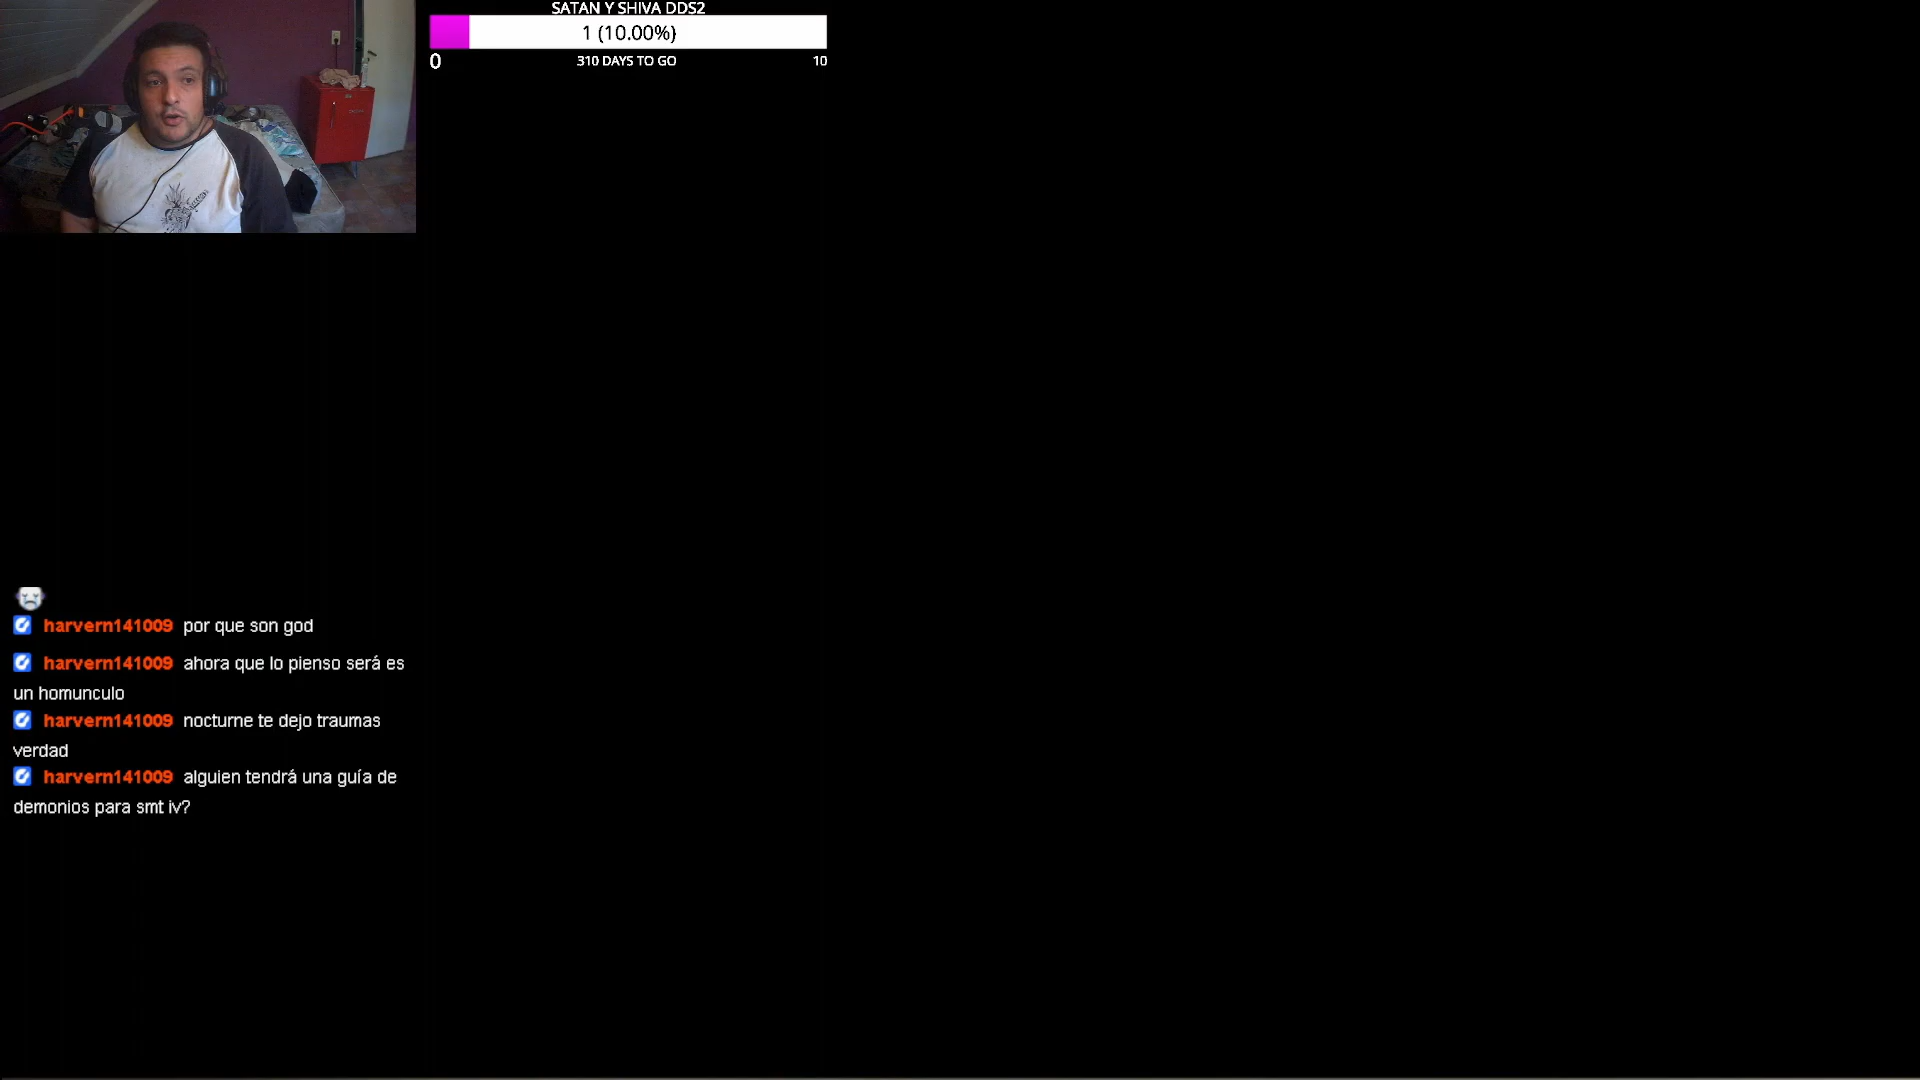 SATAN Y SHIVA DDS2
1 (10.00%)
0
310 DAYS TO GO
10
harvern141009 por que son god
harvern141009 ahora que lo pienso será es
un homunculo
harvern141009 nocturne te dejo traumas
verdad
harvern141009 alguien tendrá una guía de
demonios para smt iv?